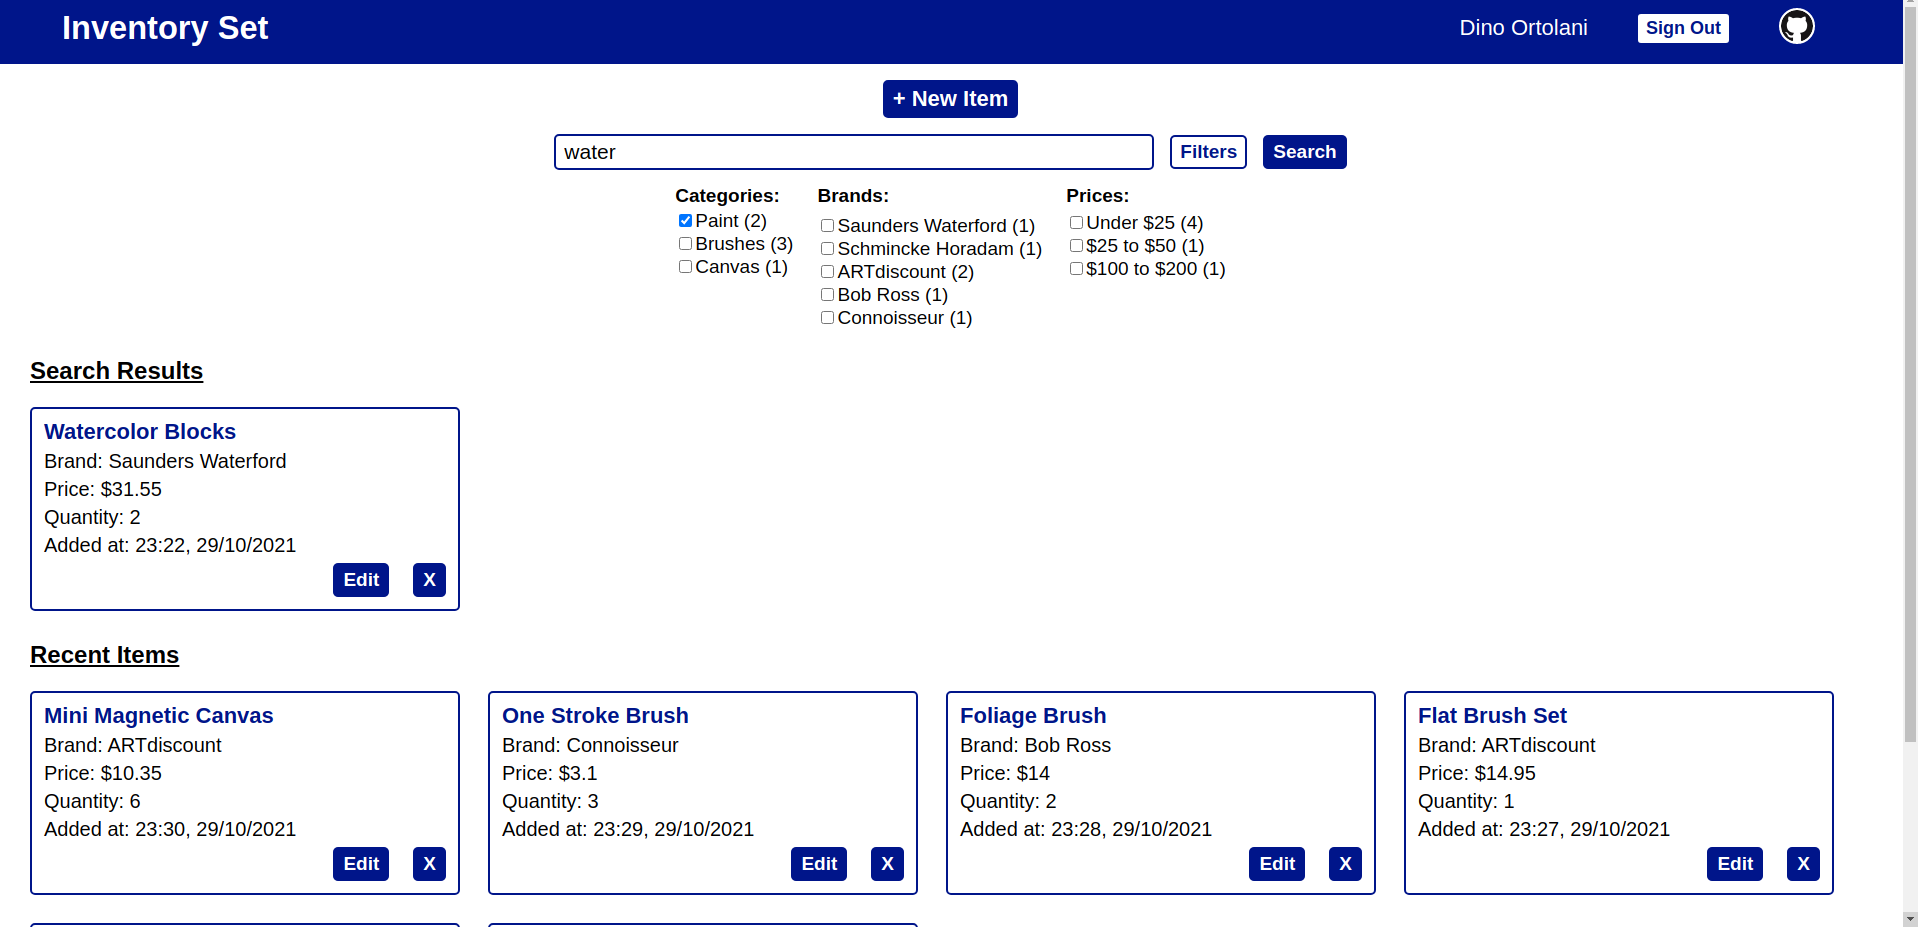 Inventory Set
Dino Ortolani
Sign Out
+ New Item
water
Filters
Search
Categories:
Paint (2)
Brushes (3)
Canvas (1)
Brands:
Saunders Waterford (1)
Schmincke Horadam (1)
ARTdiscount (2)
Bob Ross (1)
Connoisseur (1)
Prices:
Under $25 (4)
$25 to $50 (1)
$100 to $200 (1)
Search Results
Watercolor Blocks
Brand: Saunders Waterford
Price: $31.55
Quantity: 2
Added at: 23:22, 29/10/2021
Edit
X
Recent Items
Mini Magnetic Canvas
Brand: ARTdiscount
Price: $10.35
Quantity: 6
Added at: 23:30, 29/10/2021
Edit
X
One Stroke Brush
Brand: Connoisseur
Price: $3.1
Quantity: 3
Added at: 23:29, 29/10/2021
Edit
X
Foliage Brush
Brand: Bob Ross
Price: $14
Quantity: 2
Added at: 23:28, 29/10/2021
Edit
X
Flat Brush Set
Brand: ARTdiscount
Price: $14.95
Quantity: 1
Added at: 23:27, 29/10/2021
Edit
X